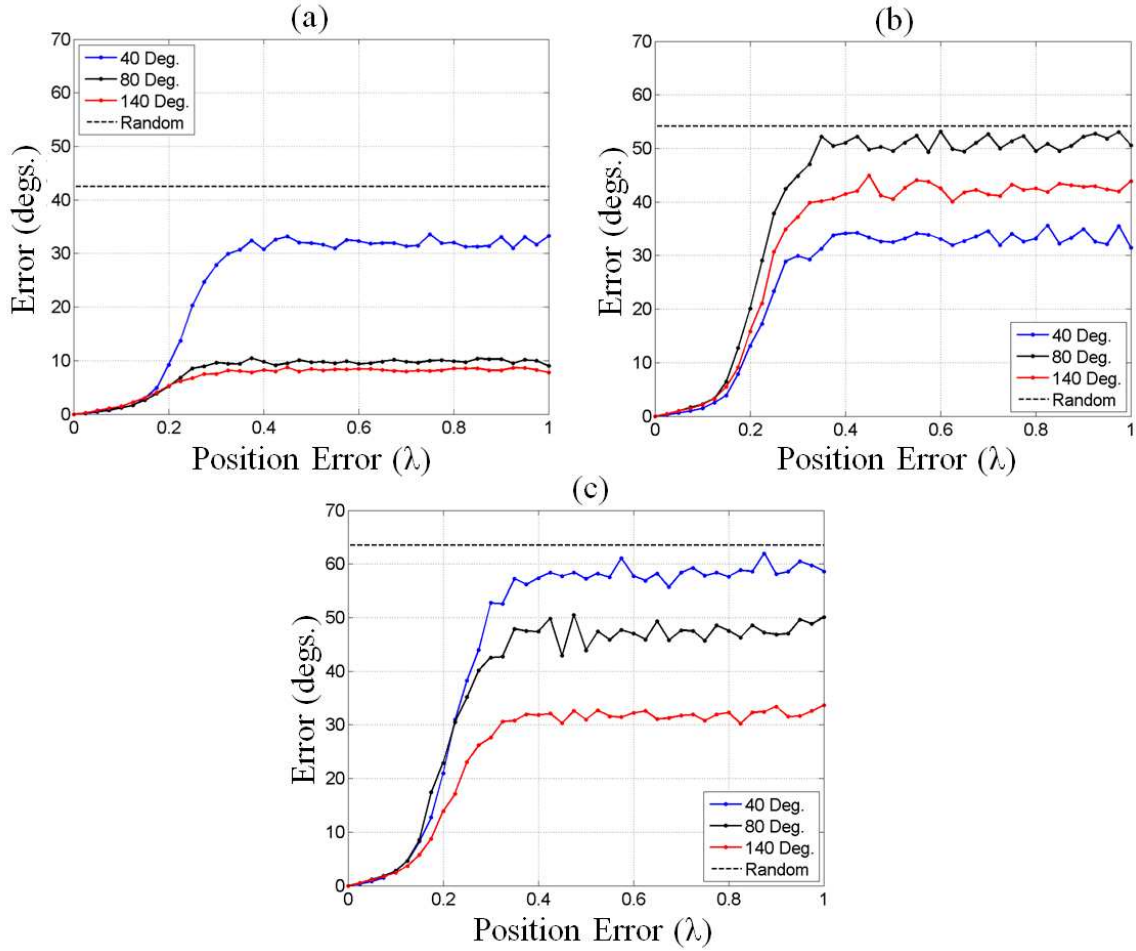 (a)
70
60
50
40
30
20
10
0
Error (degs.)
40 Deg.
80 Deg.
140 Deg.
Random
0 0.2 0.4 0.6 0.8 1
Position Error (λ)
(b)
70
60
50
40
30
20
10
0
Error (degs.)
40 Deg.
80 Deg.
140 Deg.
Random
0 0.2 0.4 0.6 0.8 1
Position Error (λ)
(c)
70
60
50
40
30
20
10
0
Error (degs.)
40 Deg.
80 Deg.
140 Deg.
Random
0 0.2 0.4 0.6 0.8 1
Position Error (λ)